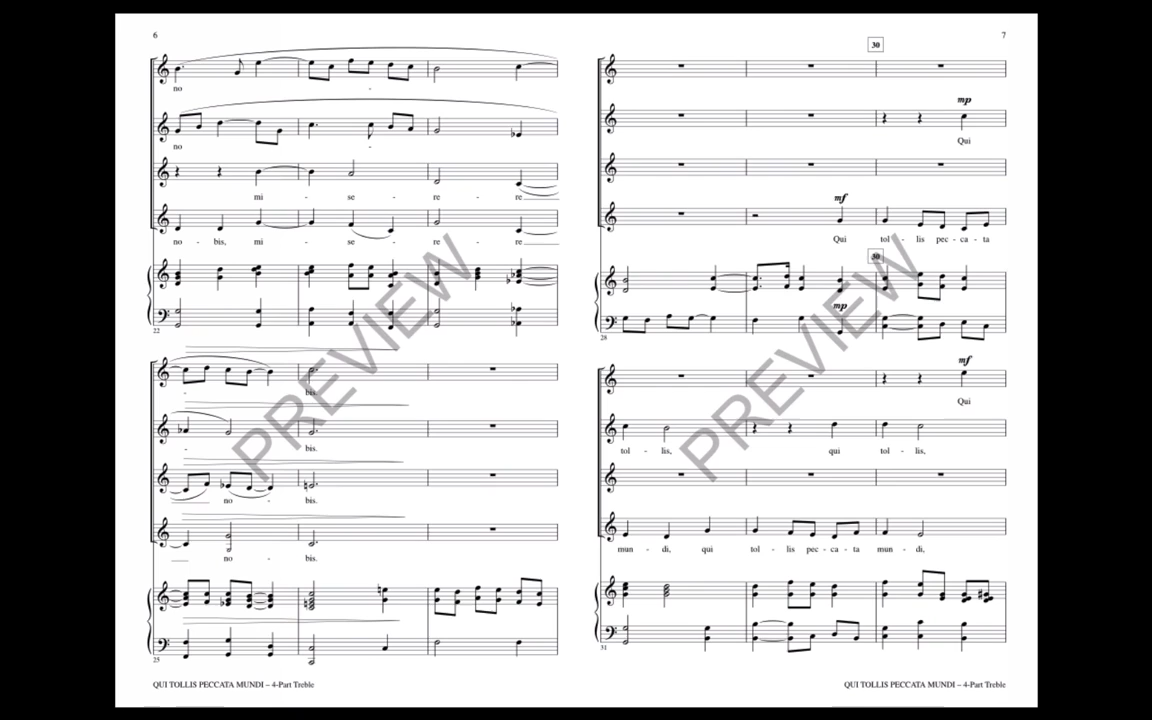 6
no -
no -
mi - se - re - re
no - bis, mi - se - re - re
22
- bis.
- bis.
no - bis.
no - bis.
25
QUI TOLLIS PECCATA MUNDI – 4-Part Treble
7
30
mp
Qui
mf
Qui tol - lis pec - ca - ta
30
mp
28
mf
Qui
tol - lis, qui tol - lis,
mun - di, qui tol - lis pec - ca - ta mun - di,
31
QUI TOLLIS PECCATA MUNDI – 4-Part Treble
PREVIEW
PREVIEW